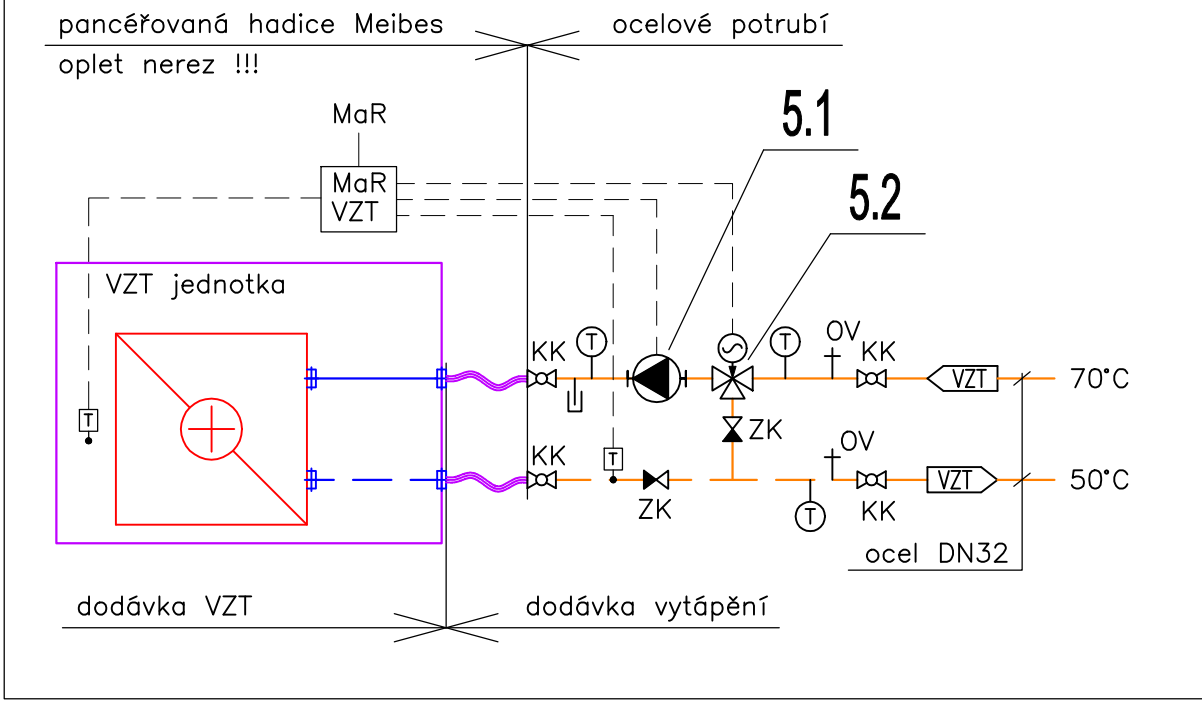 pancéřovaná hadice Meibes
ocelové potrubí
oplet nerez !!!
MaR
5.1
MaR
VZT
5.2
VZT jednotka
OV
KK
T
T
KK
VZT
70°C
T
ZK
OV
KK
T
VZT
50°C
ZK
T
KK
ocel DN32
dodávka VZT
dodávka vytápění